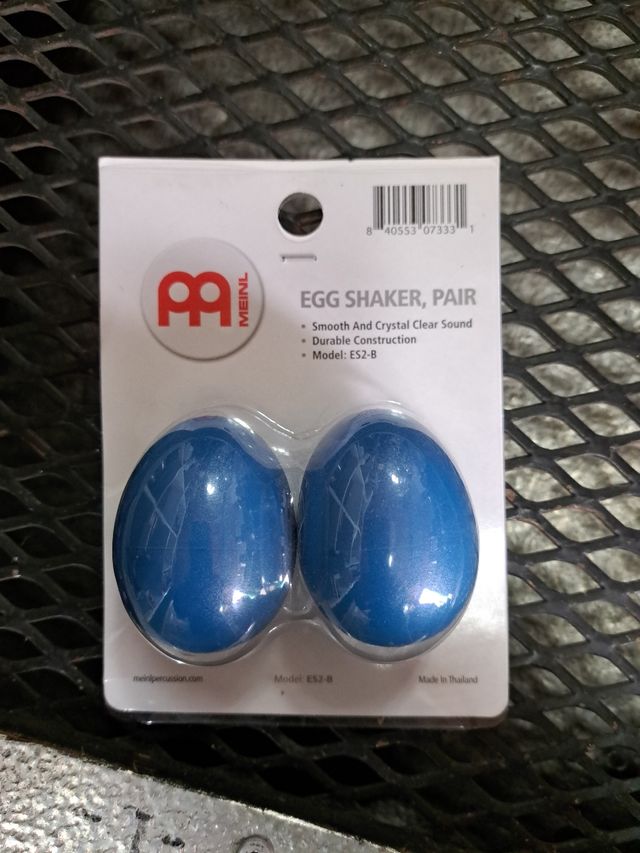 8 40553 07333 1
MEINL
EGG SHAKER, PAIR
• Smooth And Crystal Clear Sound
• Durable Construction
• Model: ES2-B
meinlpercussion.com Model: ES2-B Made In Thailand